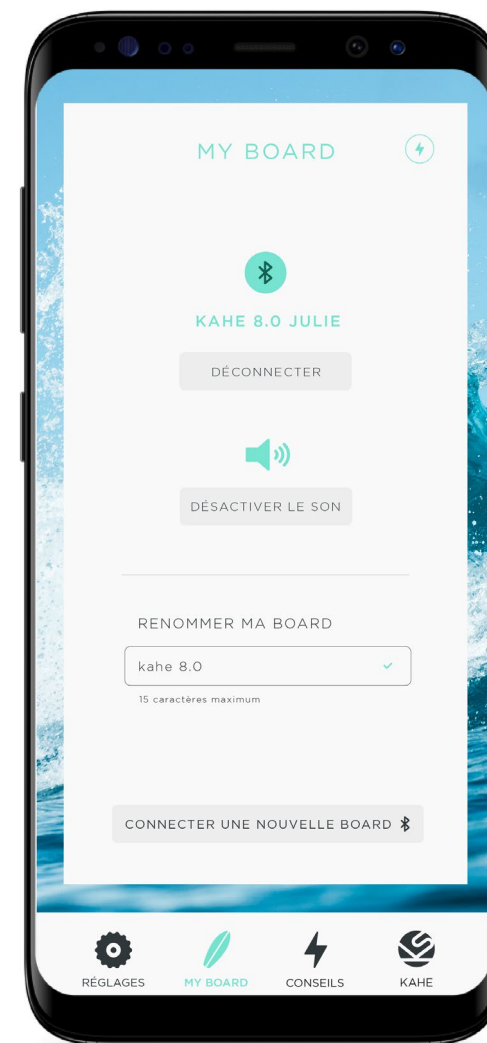 MY BOARD
KAHE 8.0 JULIE
DÉCONNECTER
DÉSACTIVER LE SON
RENOMMER MA BOARD
kahe 8.0
15 caractères maximum
CONNECTER UNE NOUVELLE BOARD
RÉGLAGES MY BOARD CONSEILS KAHE